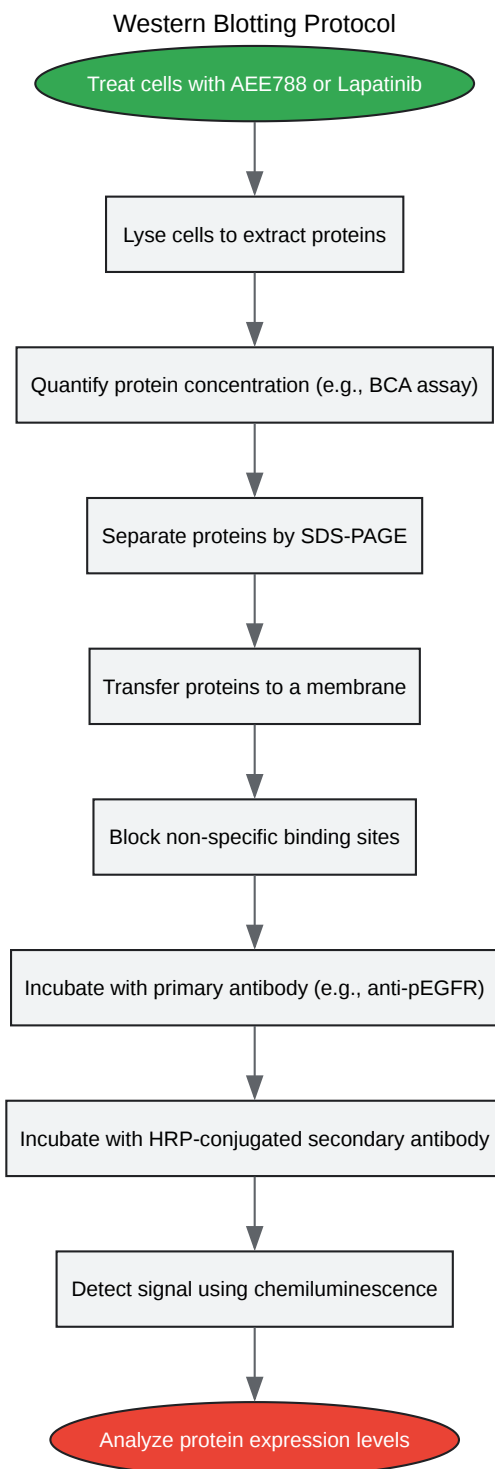 Western Blotting Protocol
Treat cells with AEE788 or Lapatinib
Lyse cells to extract proteins
Quantify protein concentration (e.g., BCA assay)
Separate proteins by SDS-PAGE
Transfer proteins to a membrane
Block non-specific binding sites
Incubate with primary antibody (e.g., anti-pEGFR)
Incubate with HRP-conjugated secondary antibody
Detect signal using chemiluminescence
Analyze protein expression levels